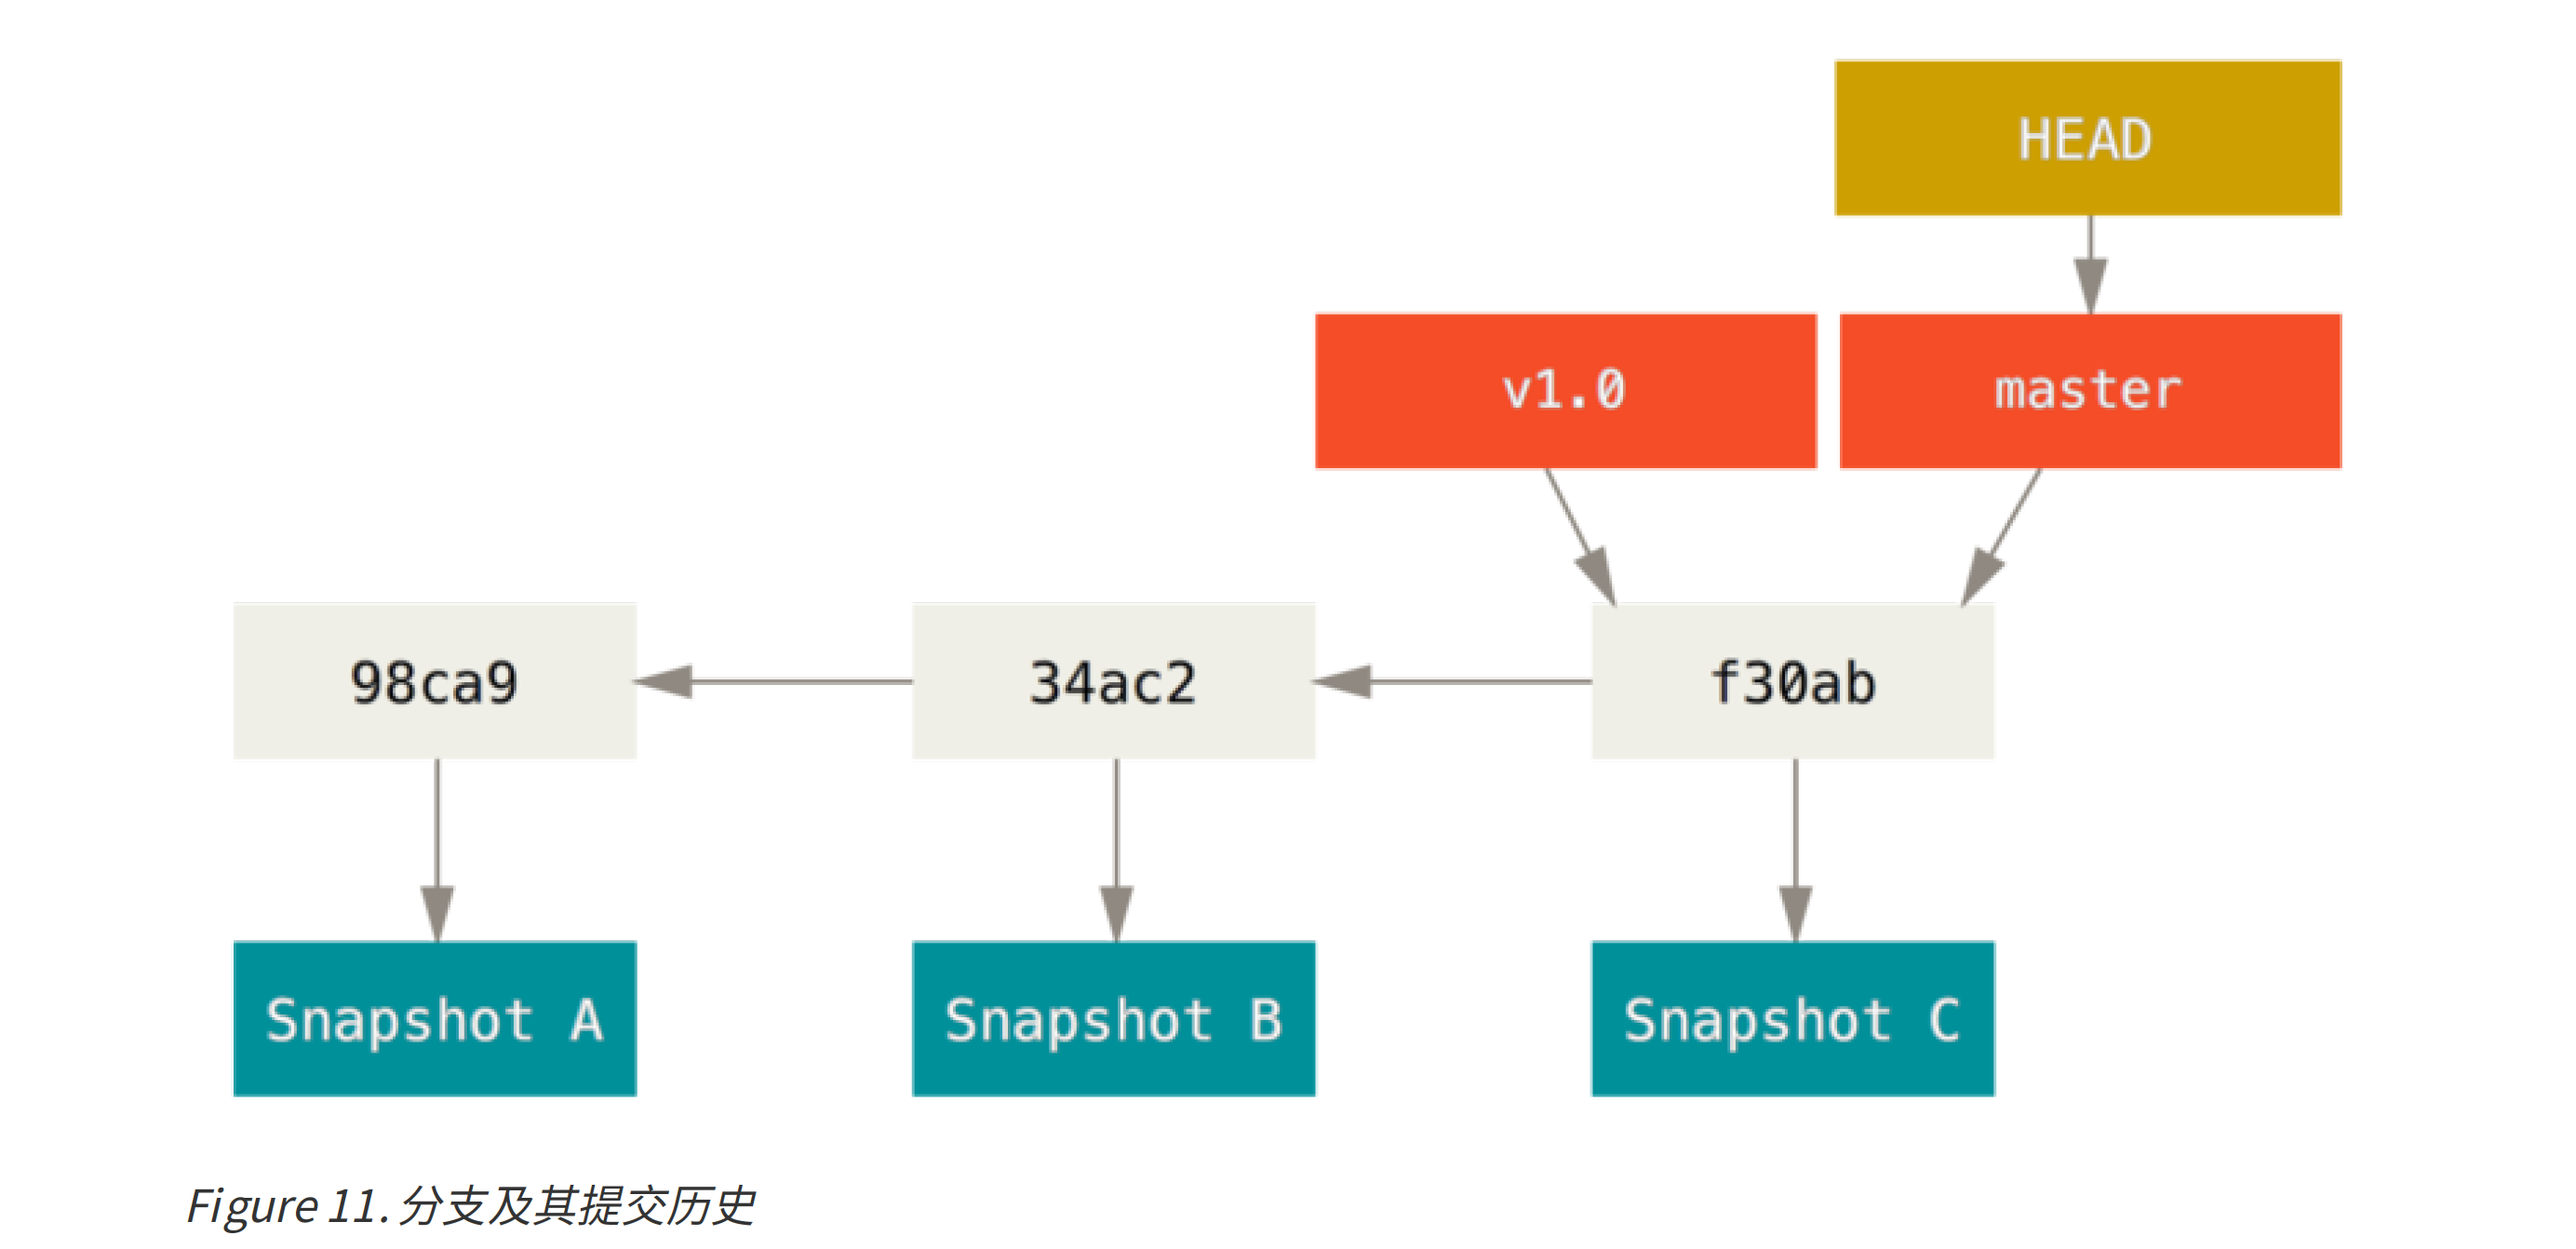 HEAD
v1.0 master
98ca9 34ac2 f30ab
Snapshot A Snapshot B Snapshot C
Figure 11. 分支及其提交历史